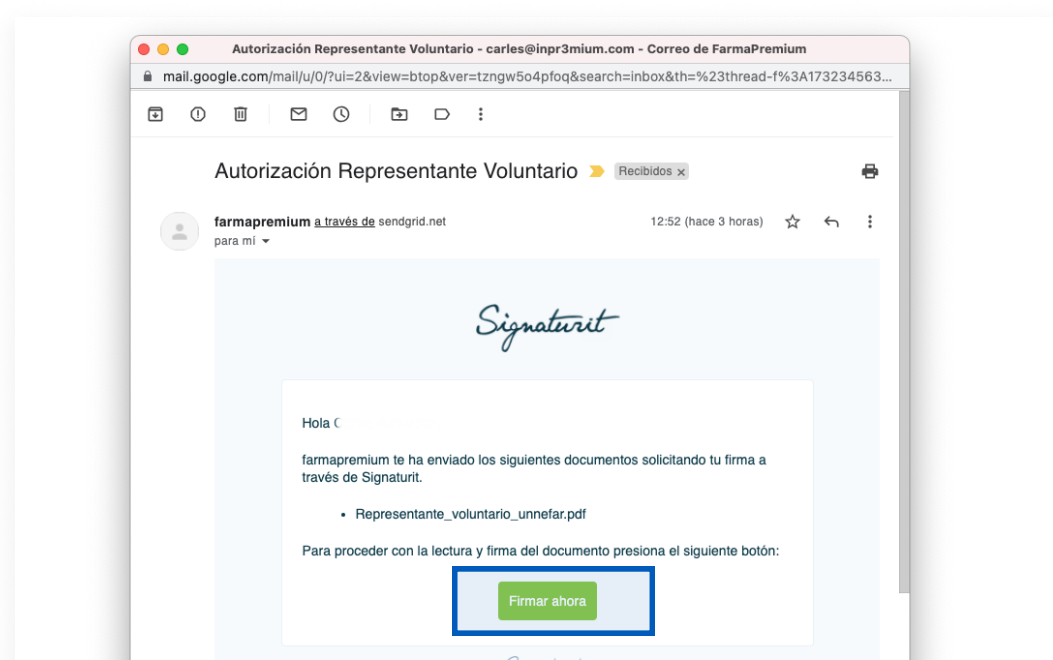 Autorización Representante Voluntario - carles@inpr3mium.com - Correo de FarmaPremium
mail.google.com/mail/u/0/?ui=2&view=btop&ver=tzngw5o4pfoq&search=inbox&th=%23thread-f%3A173234563...
Autorización Representante Voluntario Recibidos x
farmapremium a través de sendgrid.net 12:52 (hace 3 horas)
para mí
Signaturit
Hola
farmapremium te ha enviado los siguientes documentos solicitando tu firma a
través de Signaturit.
• Representante_voluntario_unnefar.pdf
Para proceder con la lectura y firma del documento presiona el siguiente botón:
Firmar ahora